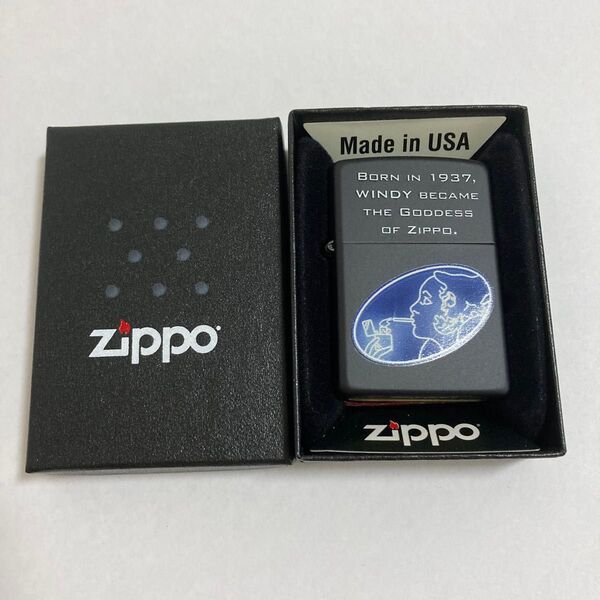 zippo
Made in USA
BORN IN 1937,
WINDY BECAME
THE GODDESS
OF ZIPPO.
zippo